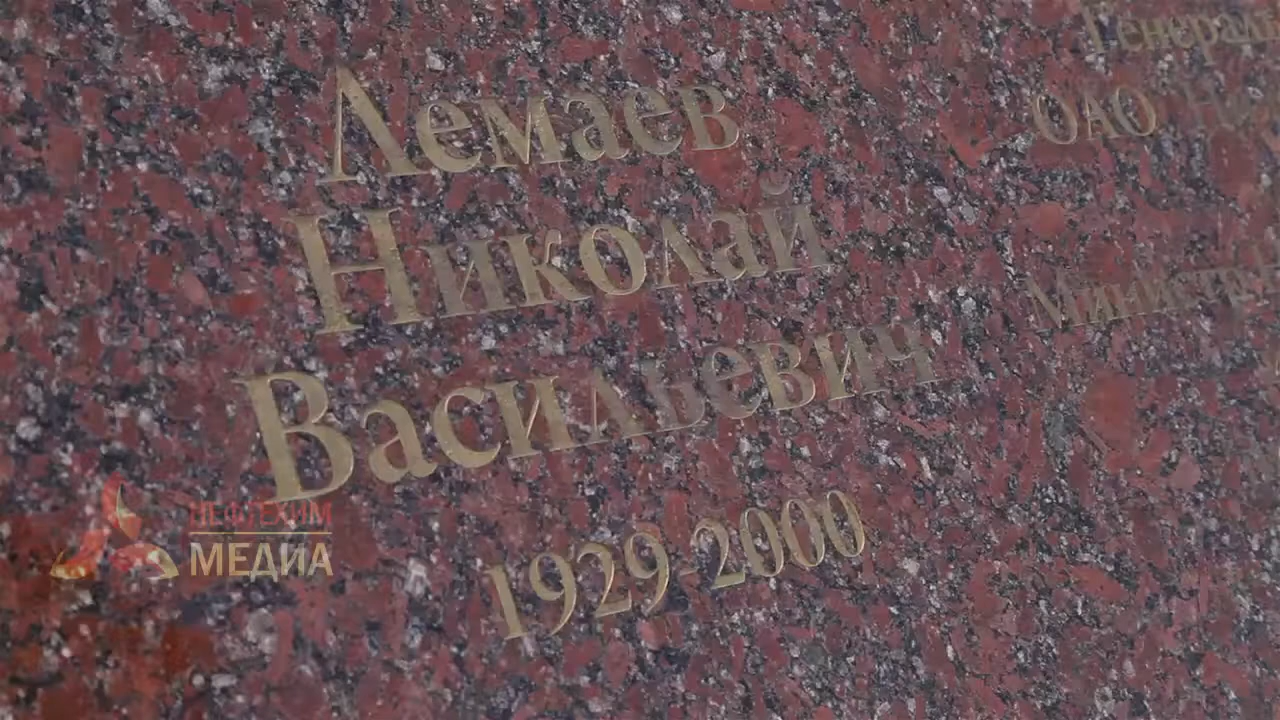 Лемаев
Николай
Васильевич
1929-2000
ОАО
НЕФТЕХИМ
МЕДИА